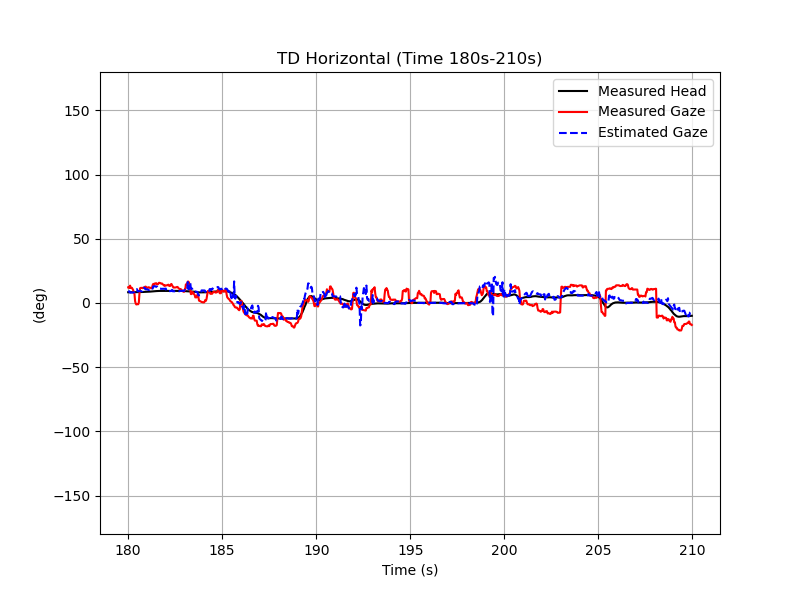 TD Horizontal (Time 180s-210s)
Measured Head
Measured Gaze
Estimated Gaze
150
100
50
0
−50
−100
−150
(deg)
180 185 190 195 200 205 210
Time (s)